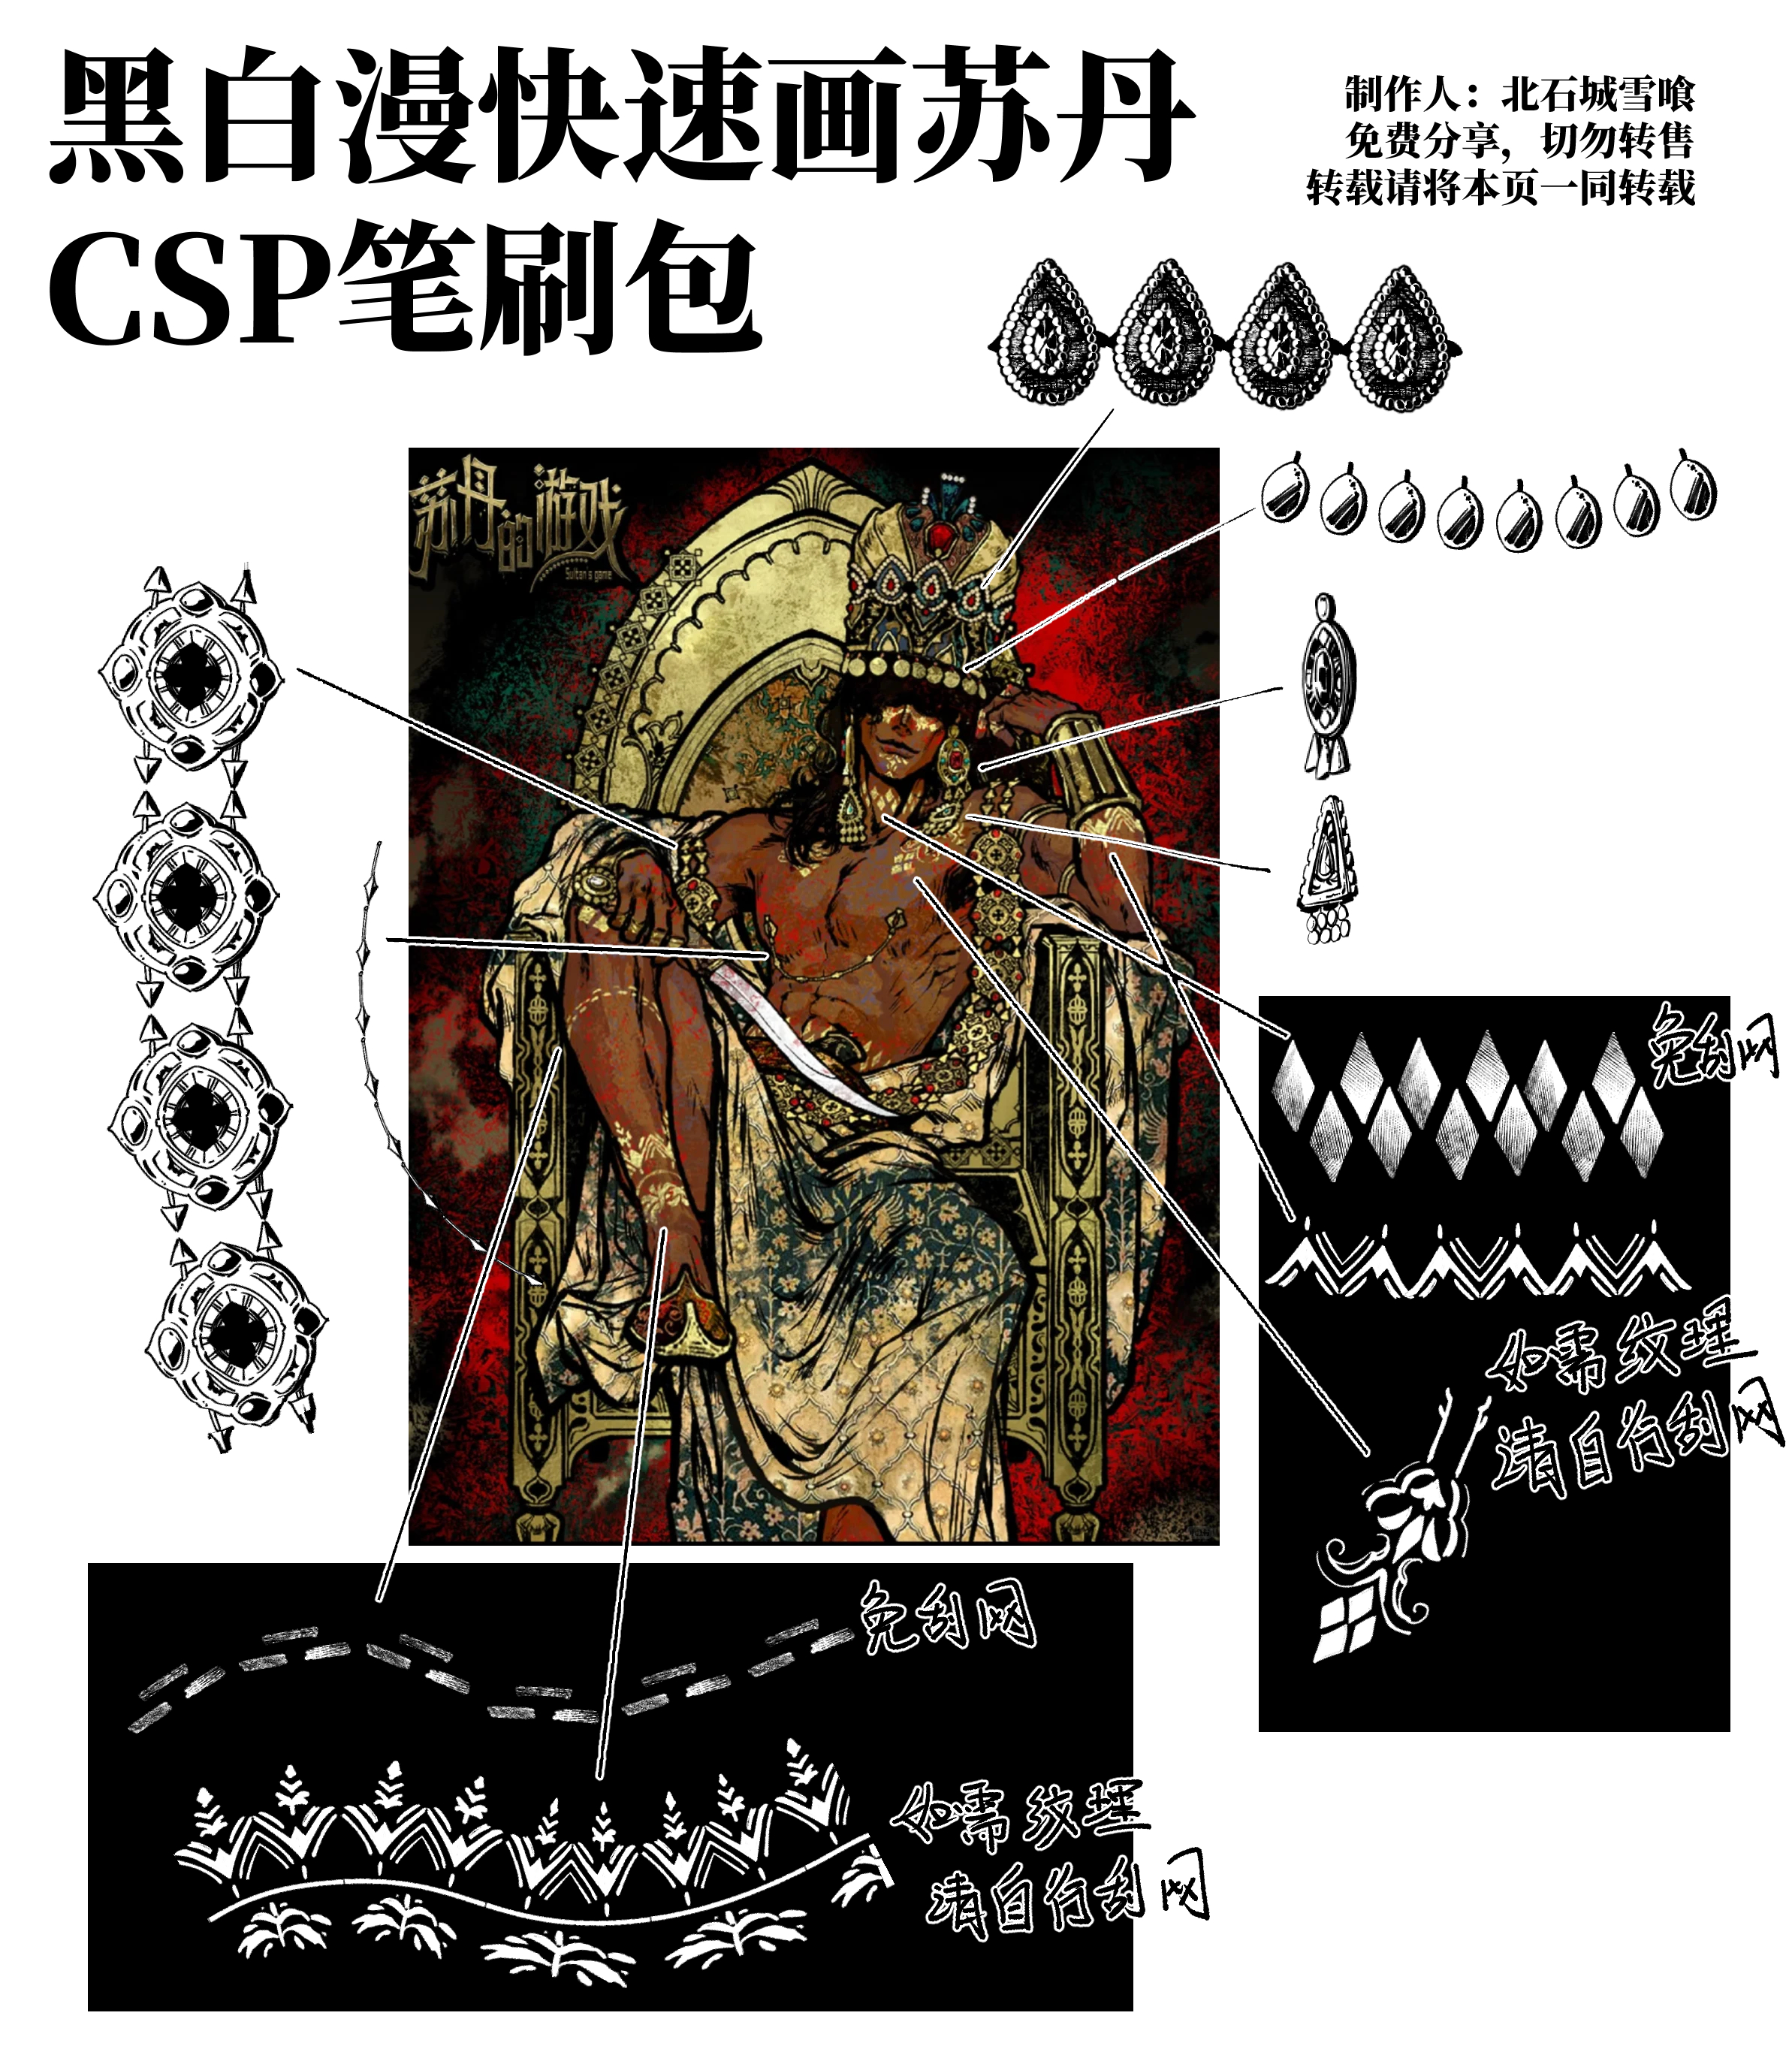 黑白漫快速画苏丹
CSP笔刷包
制作人：北石城雪喰
免费分享，切勿转售
转载请将本页一同转载
苏丹的游戏
Sultan's game
免刮网
如需纹理
请自行刮网
免刮网
如需纹理
请自行刮网